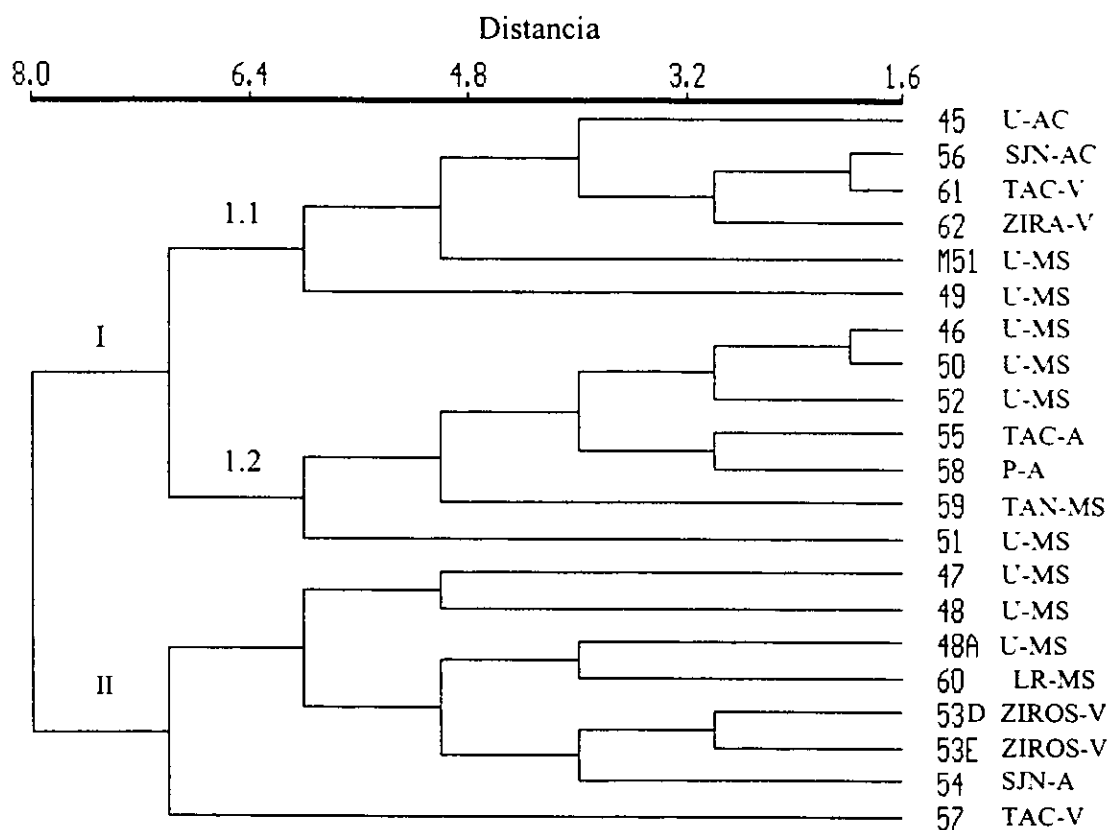 Distancia
8.0 6.4 4.8 3.2 1.6
45 U-AC
56 SJN-AC
61 TAC-V
1.1
62 ZIRA-V
M51 U-MS
49 U-MS
I
46 U-MS
50 U-MS
52 U-MS
55 TAC-A
1.2
58 P-A
59 TAN-MS
51 U-MS
47 U-MS
48 U-MS
48A U-MS
II
60 LR-MS
53D ZIROS-V
53E ZIROS-V
54 SJN-A
57 TAC-V